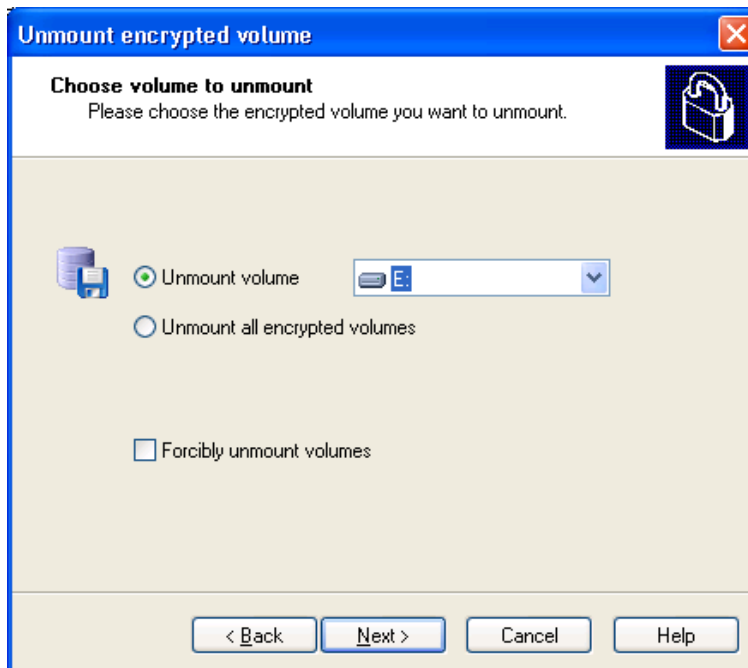 Unmount encrypted volume
Choose volume to unmount
Please choose the encrypted volume you want to unmount.
Unmount volume E:
Unmount all encrypted volumes
Forcibly unmount volumes
< Back Next > Cancel Help